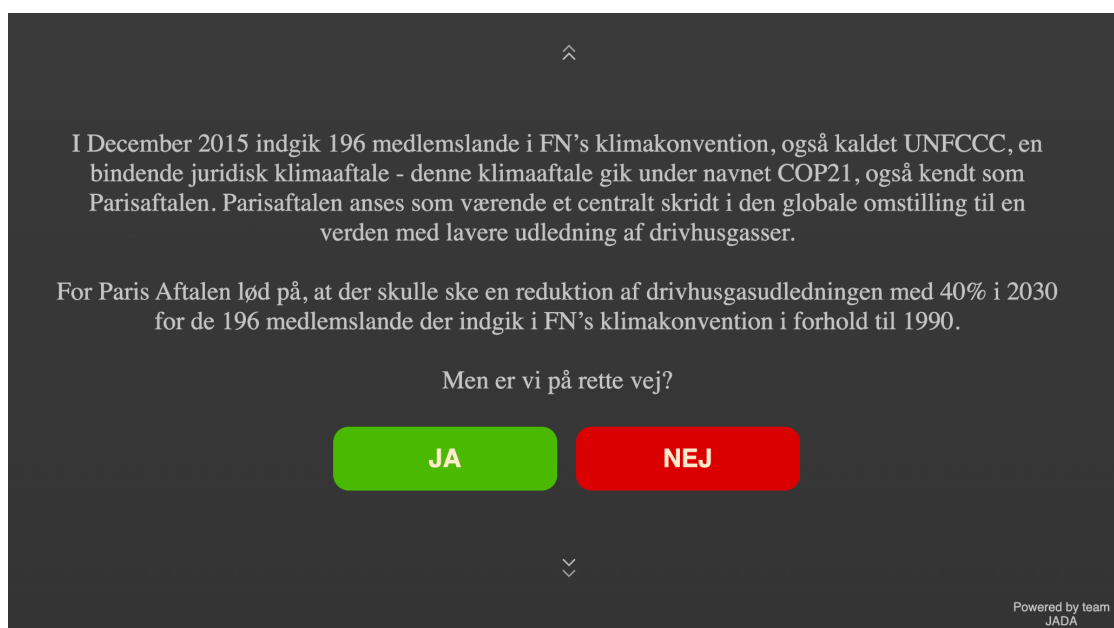 I December 2015 indgik 196 medlemslande i FN’s klimakonvention, også kaldet UNFCCC, en
bindende juridisk klimaaftale - denne klimaaftale gik under navnet COP21, også kendt som
Parisaftalen. Parisaftalen anses som værende et centralt skridt i den globale omstilling til en
verden med lavere udledning af drivhusgasser.
For Paris Aftalen lød på, at der skulle ske en reduktion af drivhusgasudledningen med 40% i 2030
for de 196 medlemslande der indgik i FN’s klimakonvention i forhold til 1990.
Men er vi på rette vej?
JA NEJ
Powered by team
JADA